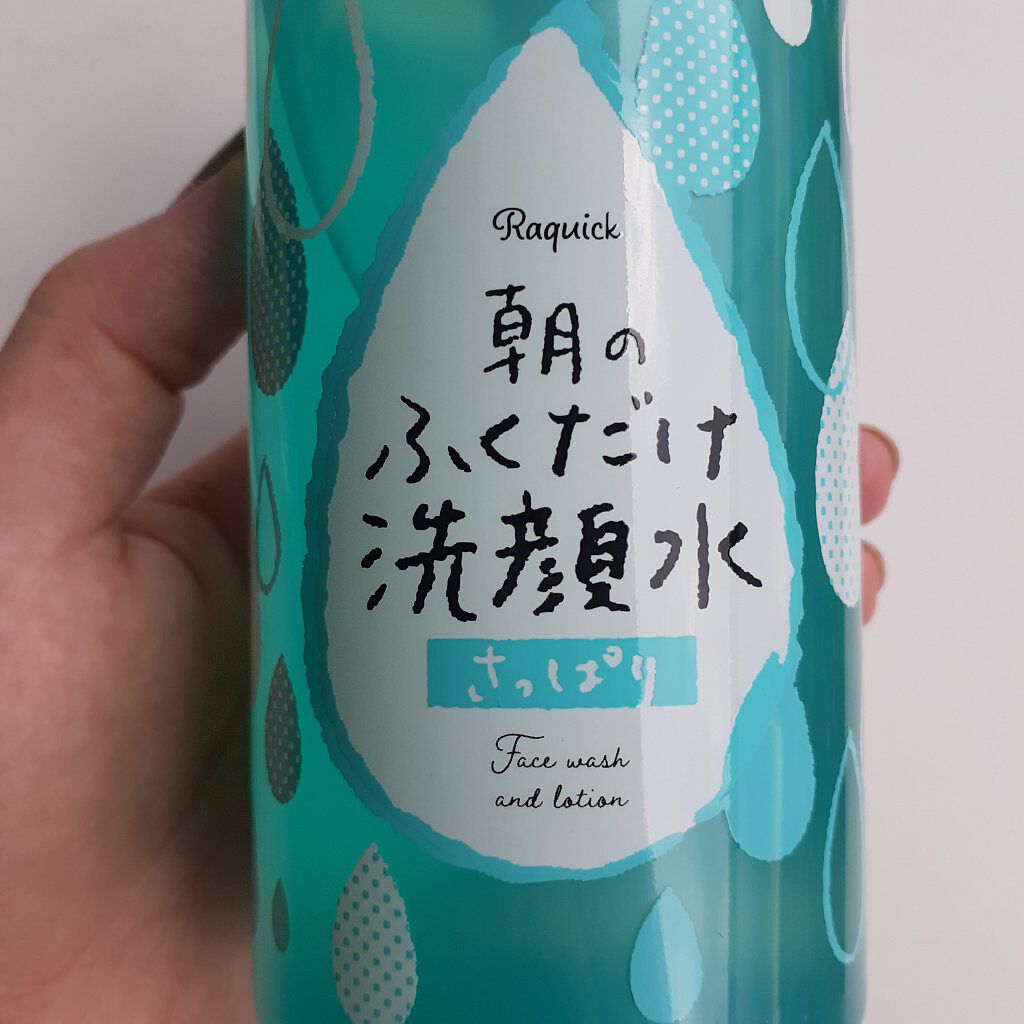 Raquick
朝の
ふくだけ
洗顔水
さっぱり
Face wash
and lotion